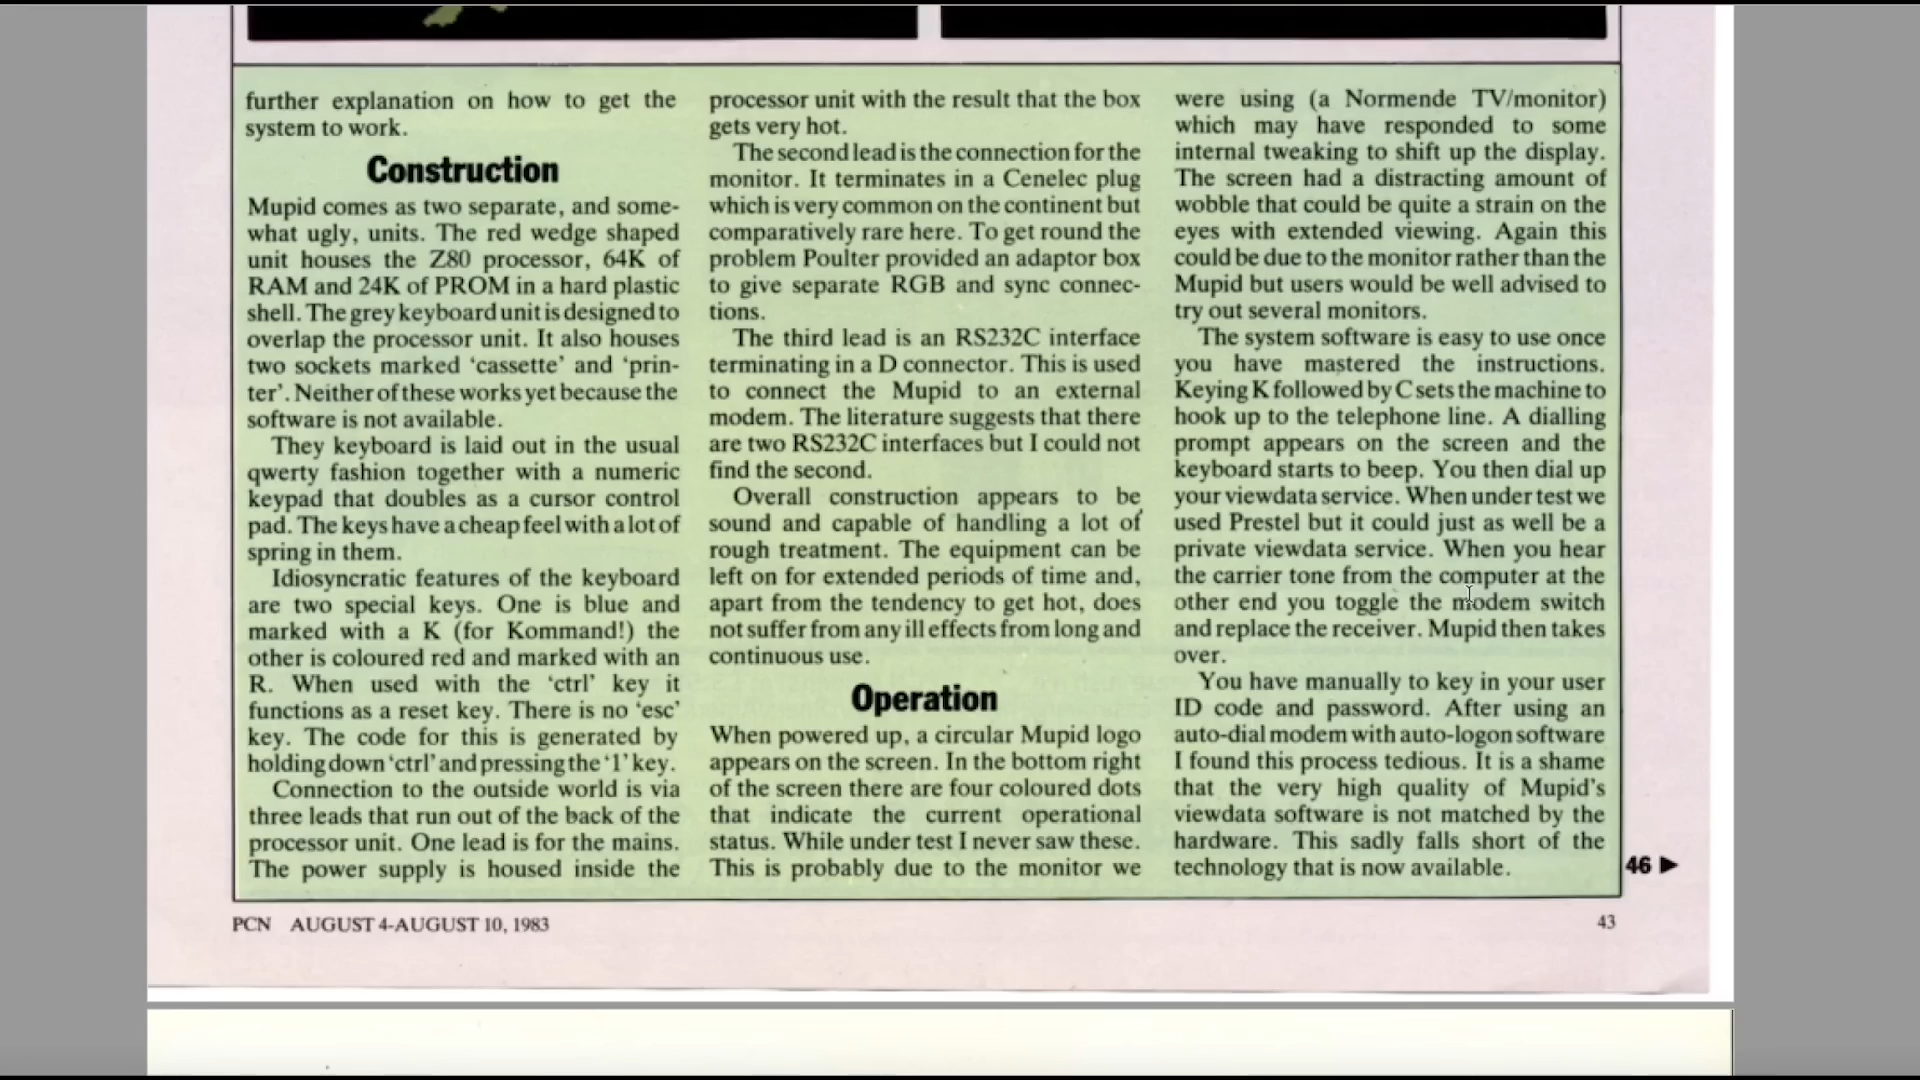 further explanation on how to get the
system to work.
Construction
Mupid comes as two separate, and some-
what ugly, units. The red wedge shaped
unit houses the Z80 processor, 64K of
RAM and 24K of PROM in a hard plastic
shell. The grey keyboard unit is designed to
overlap the processor unit. It also houses
two sockets marked ‘cassette’ and ‘prin-
ter’. Neither of these works yet because the
software is not available.
They keyboard is laid out in the usual
qwerty fashion together with a numeric
keypad that doubles as a cursor control
pad. The keys have a cheap feel with a lot of
spring in them.
Idiosyncratic features of the keyboard
are two special keys. One is blue and
marked with a K (for Kommand!) the
other is coloured red and marked with an
R. When used with the ‘ctrl’ key it
functions as a reset key. There is no ‘esc’
key. The code for this is generated by
holding down ‘ctrl’ and pressing the ‘1’ key.
Connection to the outside world is via
three leads that run out of the back of the
processor unit. One lead is for the mains.
The power supply is housed inside the
processor unit with the result that the box
gets very hot.
The second lead is the connection for the
monitor. It terminates in a Cenelec plug
which is very common on the continent but
comparatively rare here. To get round the
problem Poulter provided an adaptor box
to give separate RGB and sync connec-
tions.
The third lead is an RS232C interface
terminating in a D connector. This is used
to connect the Mupid to an external
modem. The literature suggests that there
are two RS232C interfaces but I could not
find the second.
Overall construction appears to be
sound and capable of handling a lot of
rough treatment. The equipment can be
left on for extended periods of time and,
apart from the tendency to get hot, does
not suffer from any ill effects from long and
continuous use.
Operation
When powered up, a circular Mupid logo
appears on the screen. In the bottom right
of the screen there are four coloured dots
that indicate the current operational
status. While under test I never saw these.
This is probably due to the monitor we
were using (a Normende TV/monitor)
which may have responded to some
internal tweaking to shift up the display.
The screen had a distracting amount of
wobble that could be quite a strain on the
eyes with extended viewing. Again this
could be due to the monitor rather than the
Mupid but users would be well advised to
try out several monitors.
The system software is easy to use once
you have mastered the instructions.
Keying K followed by C sets the machine to
hook up to the telephone line. A dialling
prompt appears on the screen and the
keyboard starts to beep. You then dial up
your viewdata service. When under test we
used Prestel but it could just as well be a
private viewdata service. When you hear
the carrier tone from the computer at the
other end you toggle the modem switch
and replace the receiver. Mupid then takes
over.
You have manually to key in your user
ID code and password. After using an
auto-dial modem with auto-logon software
I found this process tedious. It is a shame
that the very high quality of Mupid’s
viewdata software is not matched by the
hardware. This sadly falls short of the
technology that is now available.
46 ▶
PCN AUGUST 4-AUGUST 10, 1983
43